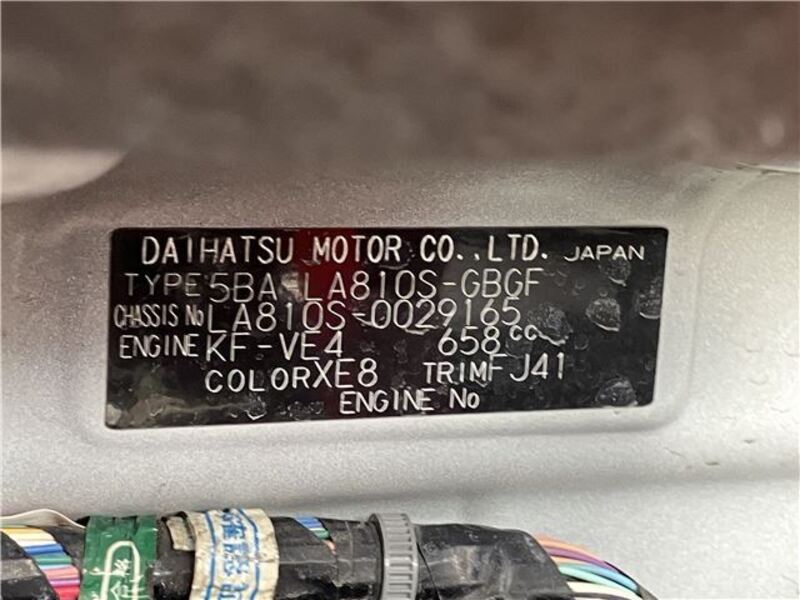 DAIHATSU MOTOR CO.,LTD. JAPAN
TYPE 5BA-LA810S-GBGF
CHASSIS No LA810S-0029165
ENGINE KF-VE4 658cc
COLOR XE8 TRIM FJ41
ENGINE No